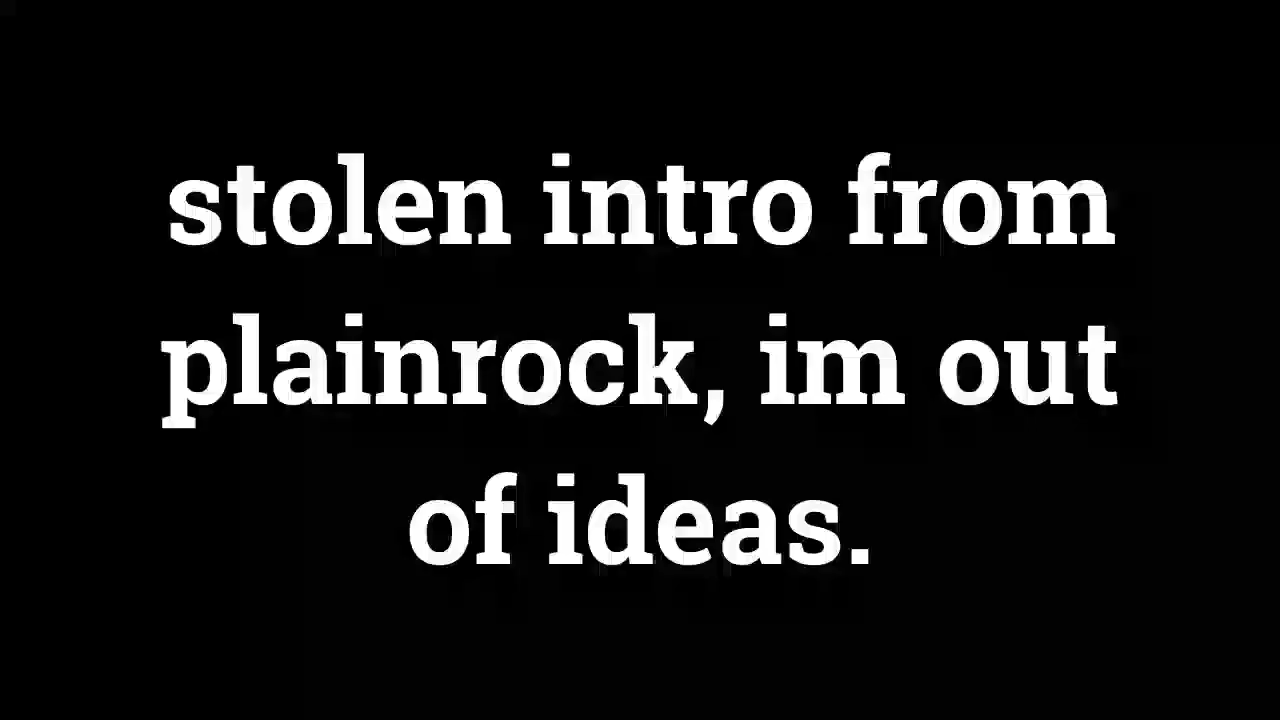 stolen intro from
plainrock, im out
of ideas.